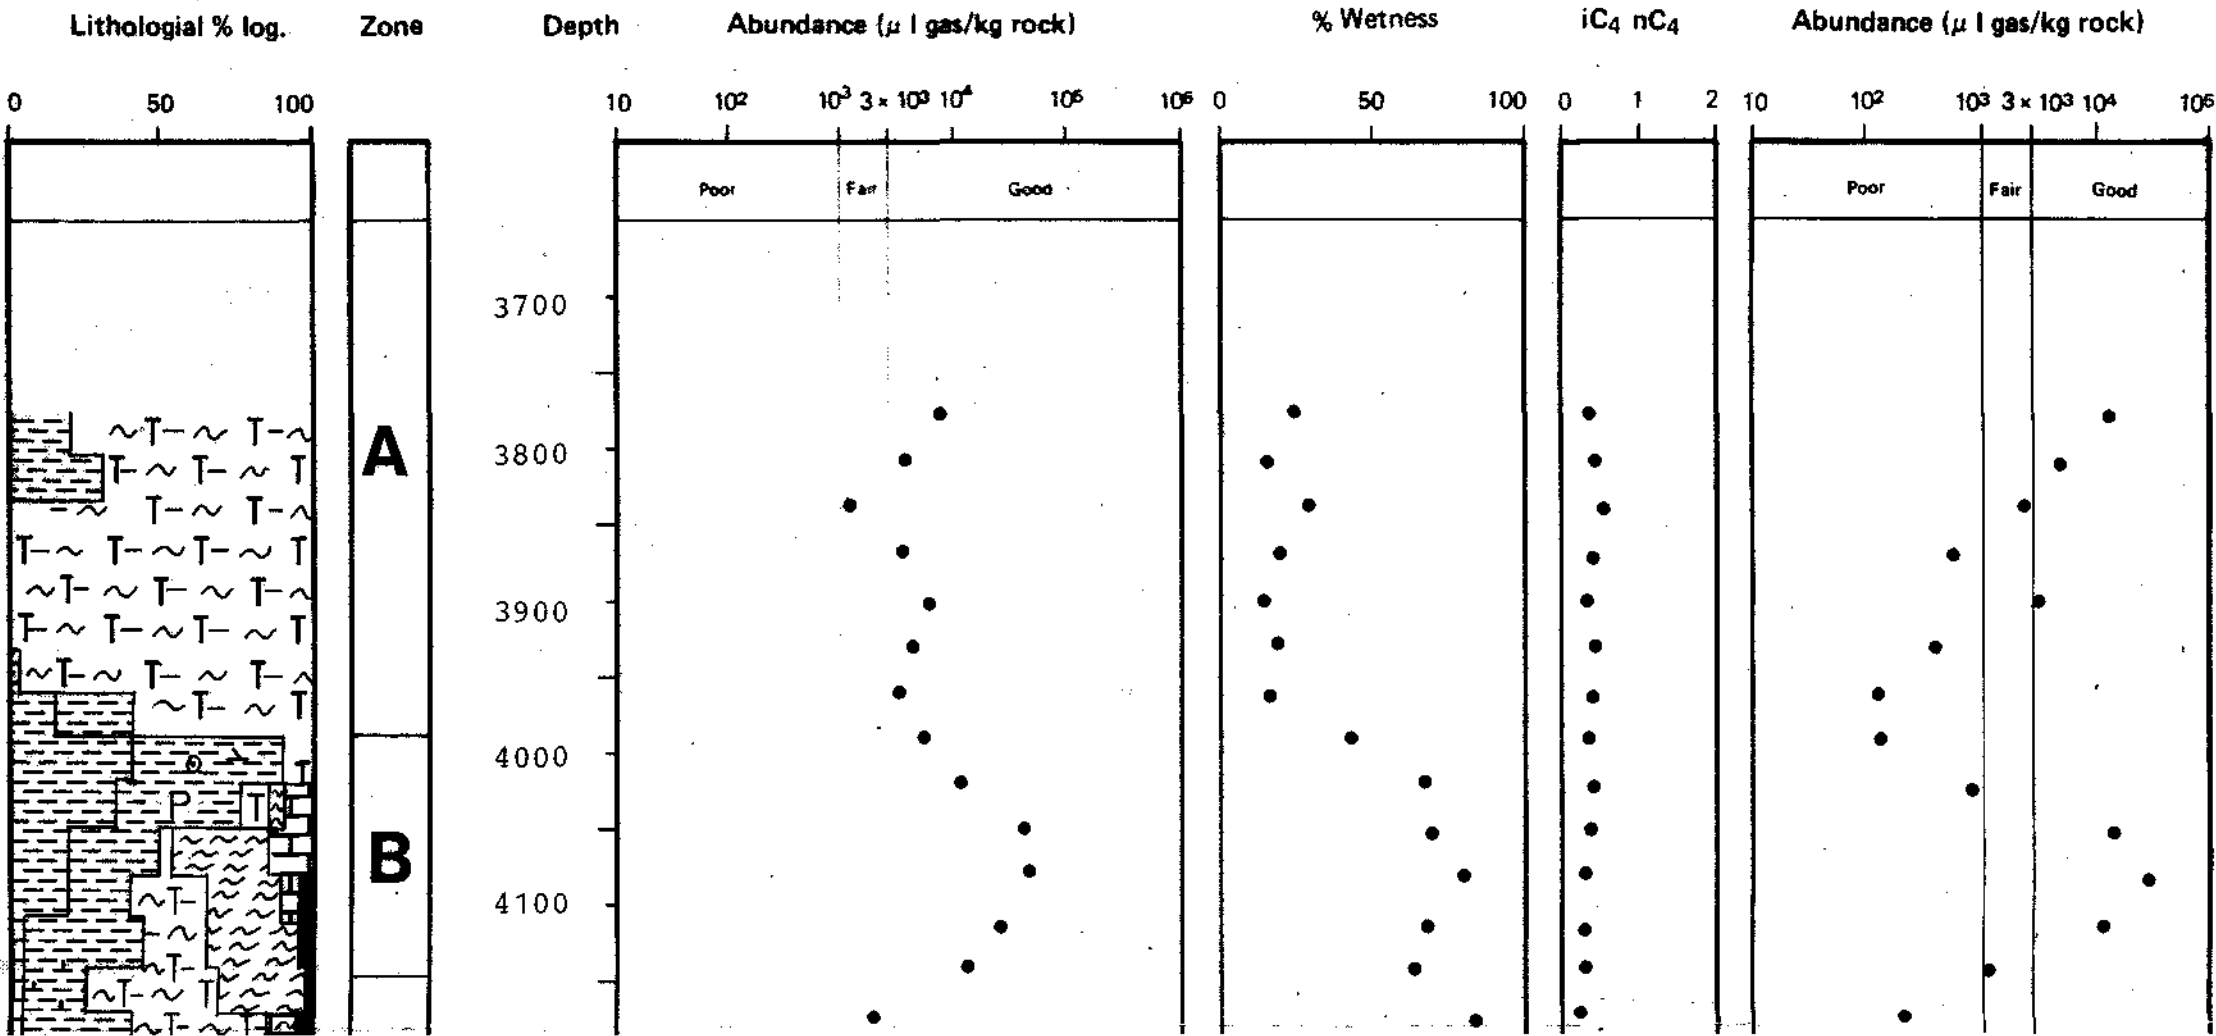 Lithologial % log. Zone Depth Abundance (μ l gas/kg rock) % Wetness iC₄ nC₄ Abundance (μ l gas/kg rock)
0 50 100 10 10² 10³ 3 × 10³ 10⁴ 10⁵ 10⁶ 0 50 100 0 1 2 10 10² 10³ 3 × 10³ 10⁴ 10⁵
Poor Fair Good Poor Fair Good
3700
~T–~ T–~
A
3800
T–~ T–~ T
–~ T–~ T–~
T–~ T–~T–~ T
~T–~ T–~ T–~
3900
T–~ T–~T–~ T
~T–~ T–~ T–~
~T–~ T
4000
T
P T
B
~T–
4100
~
T–
~T–~ T
~T–~